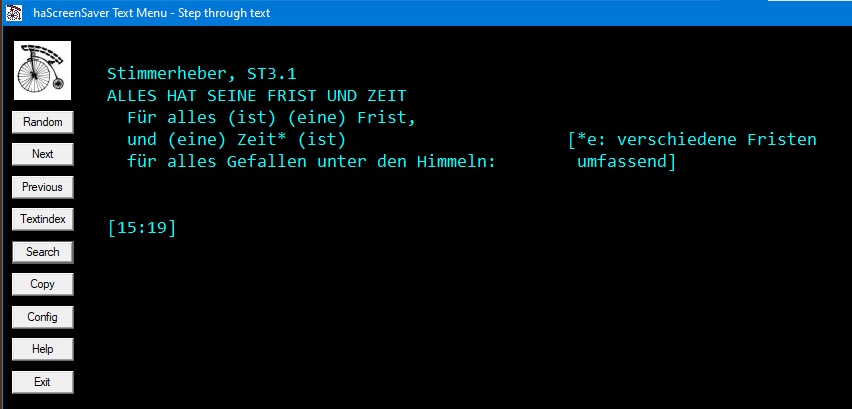 haScreenSaver Text Menu - Step through text
Random
Next
Previous
Textindex
Search
Copy
Config
Help
Exit
Stimmerheber, ST3.1
ALLES HAT SEINE FRIST UND ZEIT
Für alles (ist) (eine) Frist,
und (eine) Zeit* (ist) [*e: verschiedene Fristen
für alles Gefallen unter den Himmeln: umfassend]
[15:19]